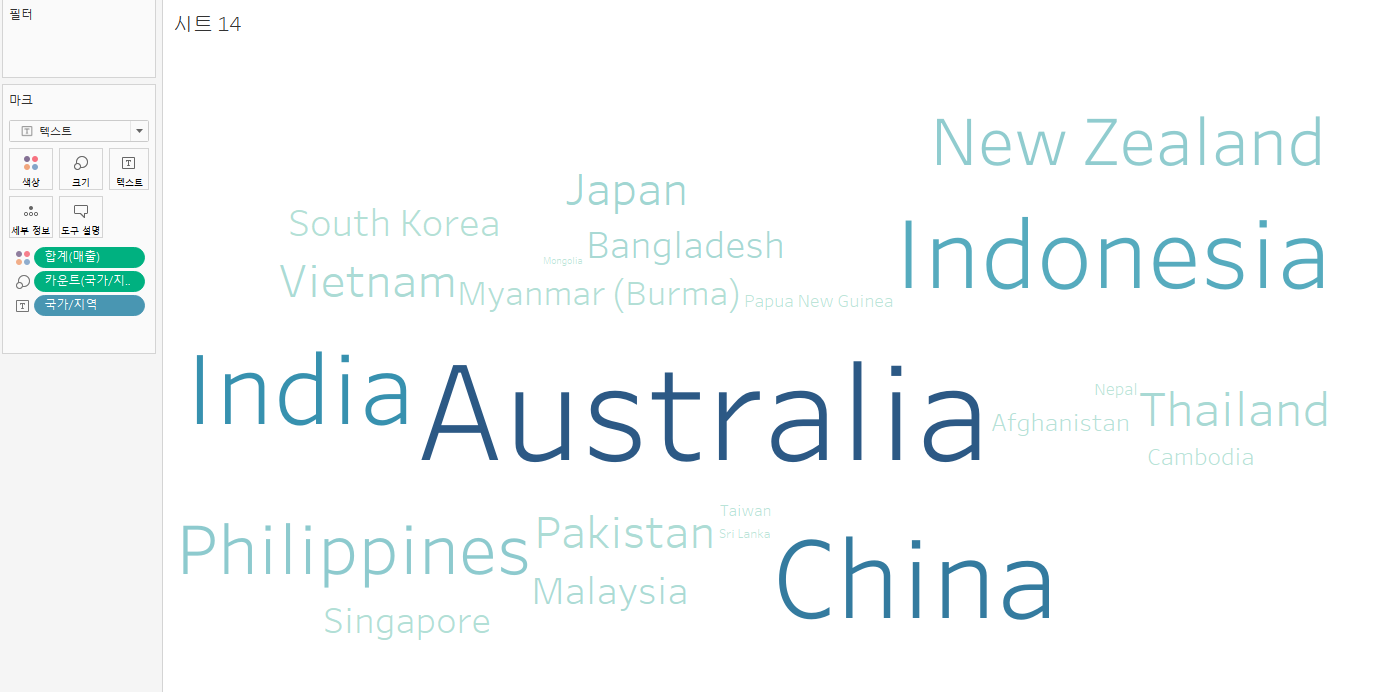 필터
마크
텍스트
색상
크기
텍스트
세부 정보
도구 설명
합계(매출)
카운트(국가/지..
국가/지역
시트 14
New Zealand
Japan
South Korea
Indonesia
Bangladesh
Mongolia
Vietnam
Myanmar (Burma)
Papua New Guinea
India
Australia
Nepal
Thailand
Afghanistan
Cambodia
Philippines
Pakistan
Taiwan
Sri Lanka
China
Malaysia
Singapore